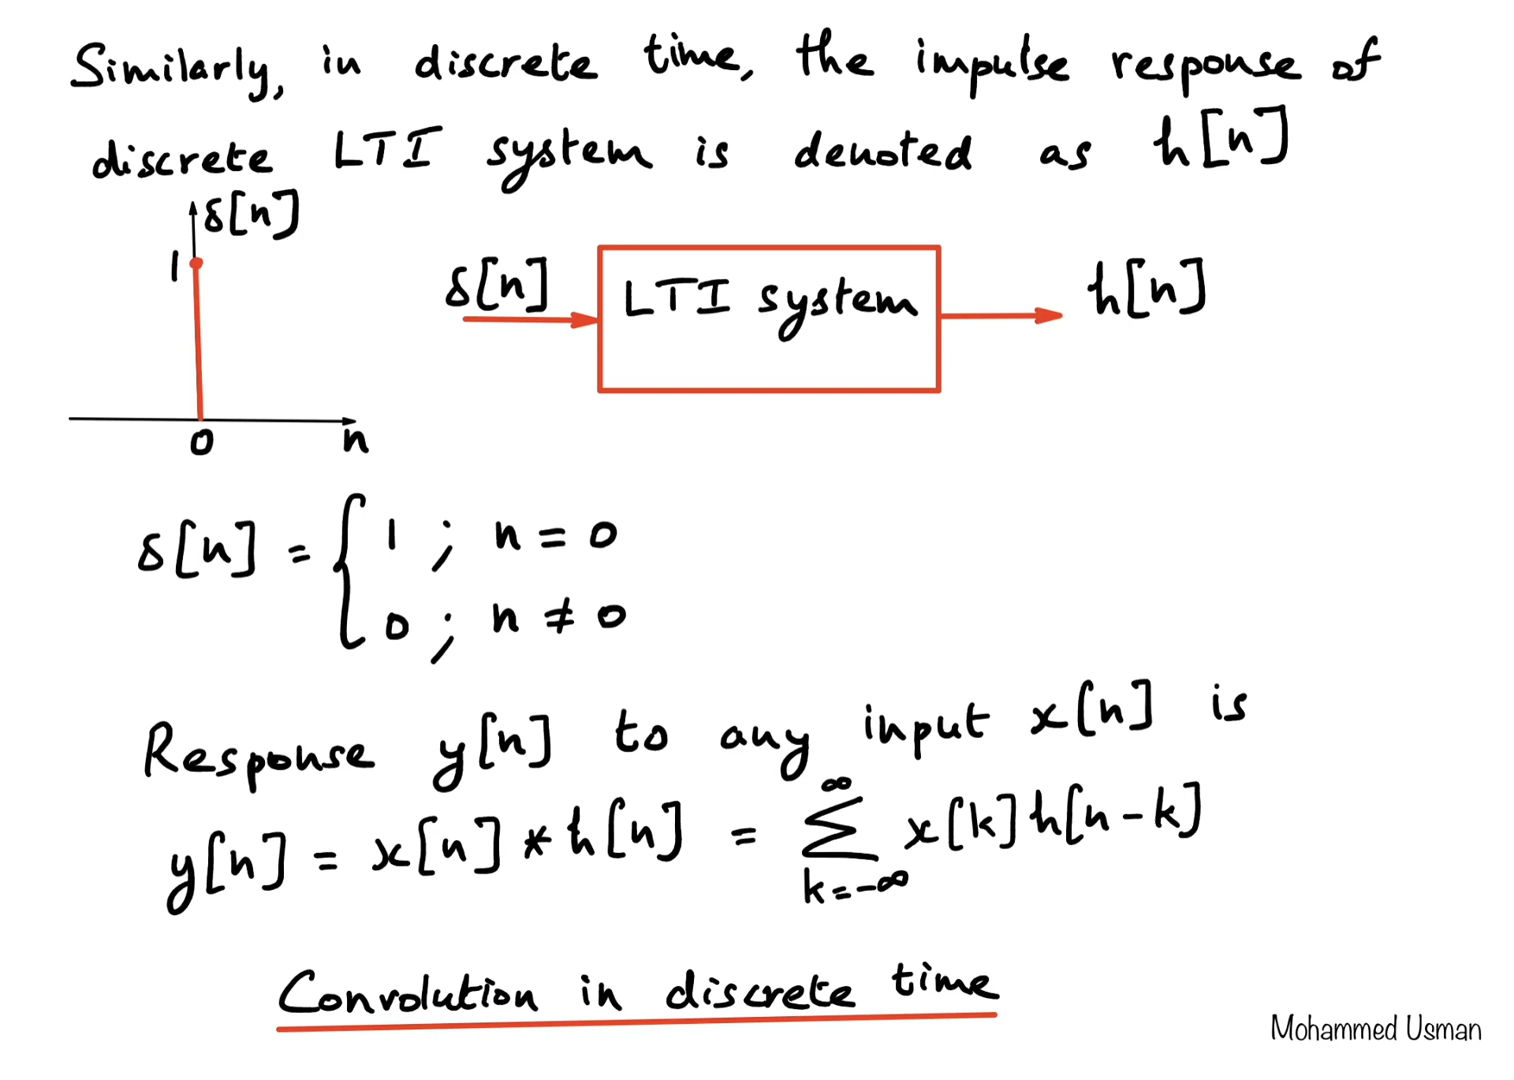 Similarly, in discrete time, the impulse response of
discrete LTI system is denoted as h[n]
δ[n]
1
0 n
δ[n] LTI system h[n]
δ[n] = { 1 ; n = 0
0 ; n ≠ 0
Response y[n] to any input x[n] is
y[n] = x[n] * h[n] = ∑ x[k] h[n-k]
∞
k=-∞
Convolution in discrete time
Mohammed Usman